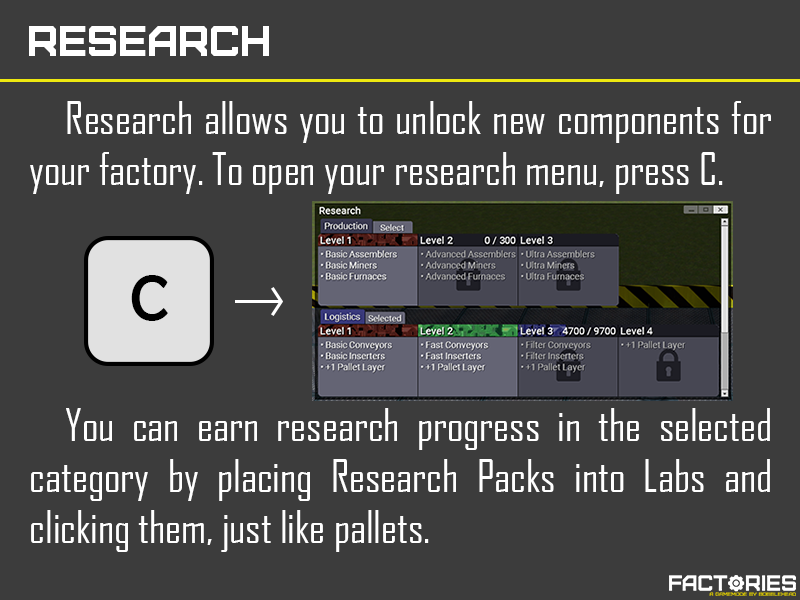 RESEARCH
Research allows you to unlock new components for
your factory. To open your research menu, press C.
C
Research
Production Select
Level 1 Level 2 0 / 300 Level 3
• Basic Assemblers • Advanced Assemblers • Ultra Assemblers
• Basic Miners • Advanced Miners • Ultra Miners
• Basic Furnaces • Advanced Furnaces • Ultra Furnaces
Logistics Selected
Level 1 Level 2 Level 3 4700 / 9700 Level 4
• Basic Conveyors • Fast Conveyors • Filter Conveyors • +1 Pallet Layer
• Basic Inserters • Fast Inserters • Filter Inserters
• +1 Pallet Layer • +1 Pallet Layer • +1 Pallet Layer
You can earn research progress in the selected
category by placing Research Packs into Labs and
clicking them, just like pallets.
FACTORIES
A GAMEMODE BY BOBBLEHEAD